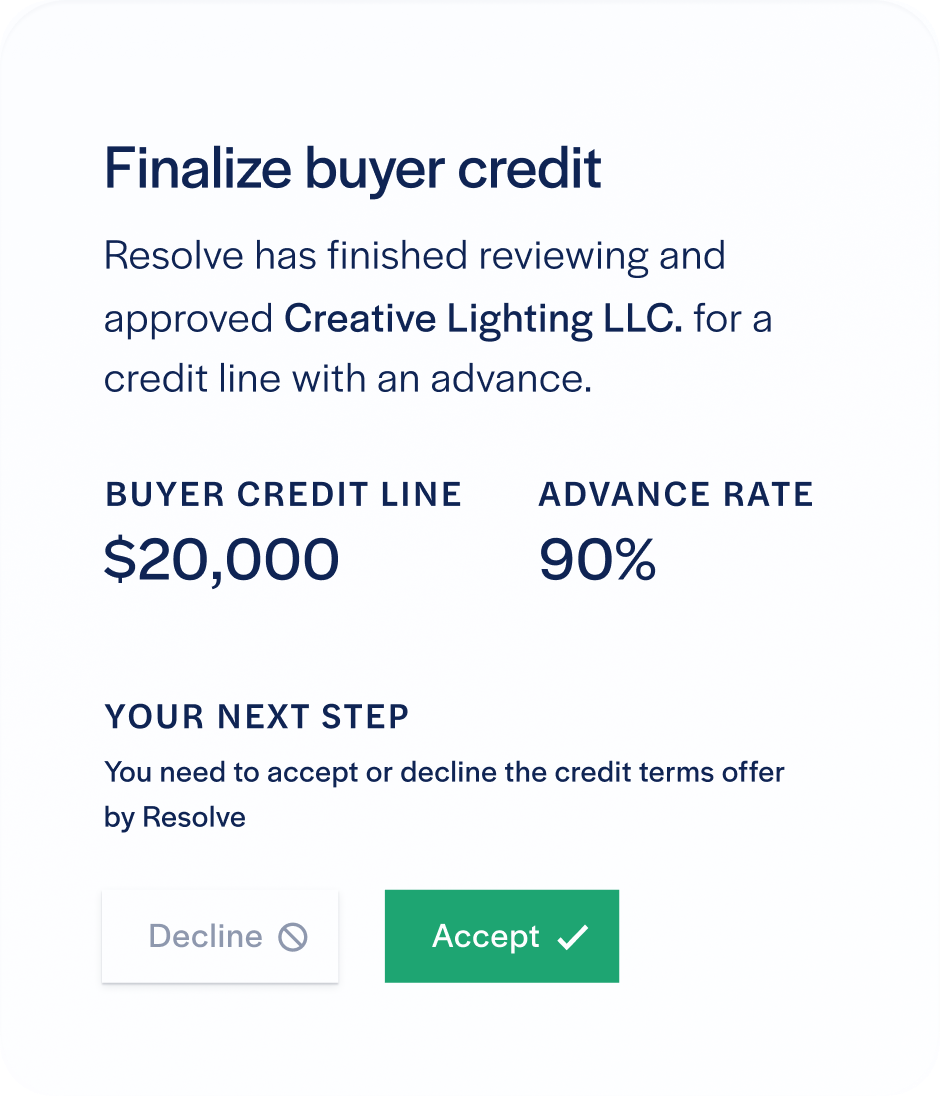 Finalize buyer credit
Resolve has finished reviewing and
approved Creative Lighting LLC. for a
credit line with an advance.
BUYER CREDIT LINE
$20,000
ADVANCE RATE
90%
YOUR NEXT STEP
You need to accept or decline the credit terms offer
by Resolve
Decline
Accept